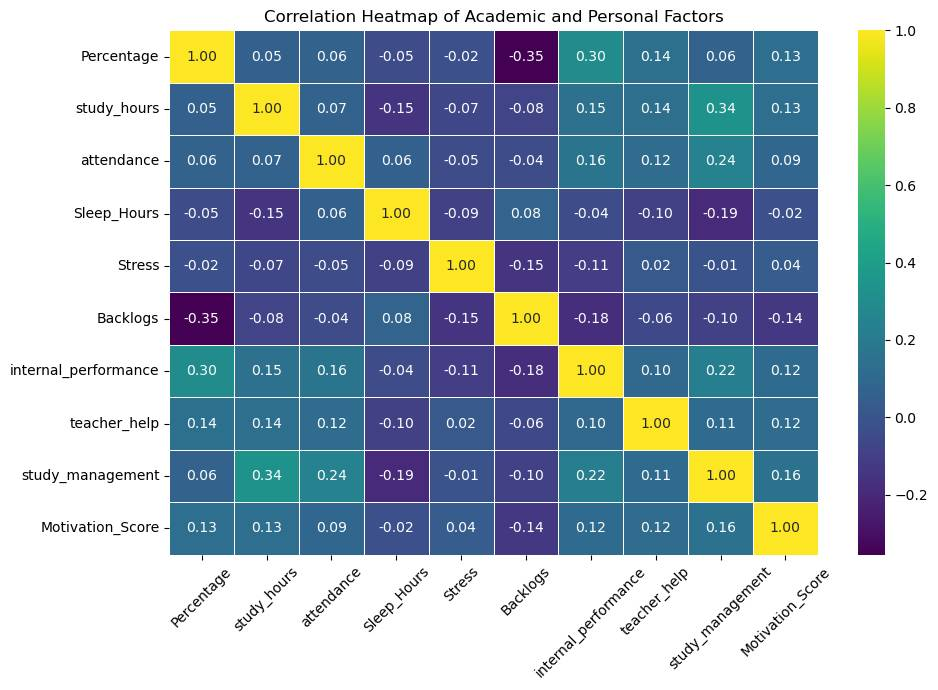 Correlation Heatmap of Academic and Personal Factors
Percentage 1.00 0.05 0.06 -0.05 -0.02 -0.35 0.30 0.14 0.06 0.13
study_hours 0.05 1.00 0.07 -0.15 -0.07 -0.08 0.15 0.14 0.34 0.13
attendance 0.06 0.07 1.00 0.06 -0.05 -0.04 0.16 0.12 0.24 0.09
Sleep_Hours -0.05 -0.15 0.06 1.00 -0.09 0.08 -0.04 -0.10 -0.19 -0.02
Stress -0.02 -0.07 -0.05 -0.09 1.00 -0.15 -0.11 0.02 -0.01 0.04
Backlogs -0.35 -0.08 -0.04 0.08 -0.15 1.00 -0.18 -0.06 -0.10 -0.14
internal_performance 0.30 0.15 0.16 -0.04 -0.11 -0.18 1.00 0.10 0.22 0.12
teacher_help 0.14 0.14 0.12 -0.10 0.02 -0.06 0.10 1.00 0.11 0.12
study_management 0.06 0.34 0.24 -0.19 -0.01 -0.10 0.22 0.11 1.00 0.16
Motivation_Score 0.13 0.13 0.09 -0.02 0.04 -0.14 0.12 0.12 0.16 1.00
Percentage
study_hours
attendance
Sleep_Hours
Stress
Backlogs
internal_performance
teacher_help
study_management
Motivation_Score
1.0
0.8
0.6
0.4
0.2
0.0
−0.2